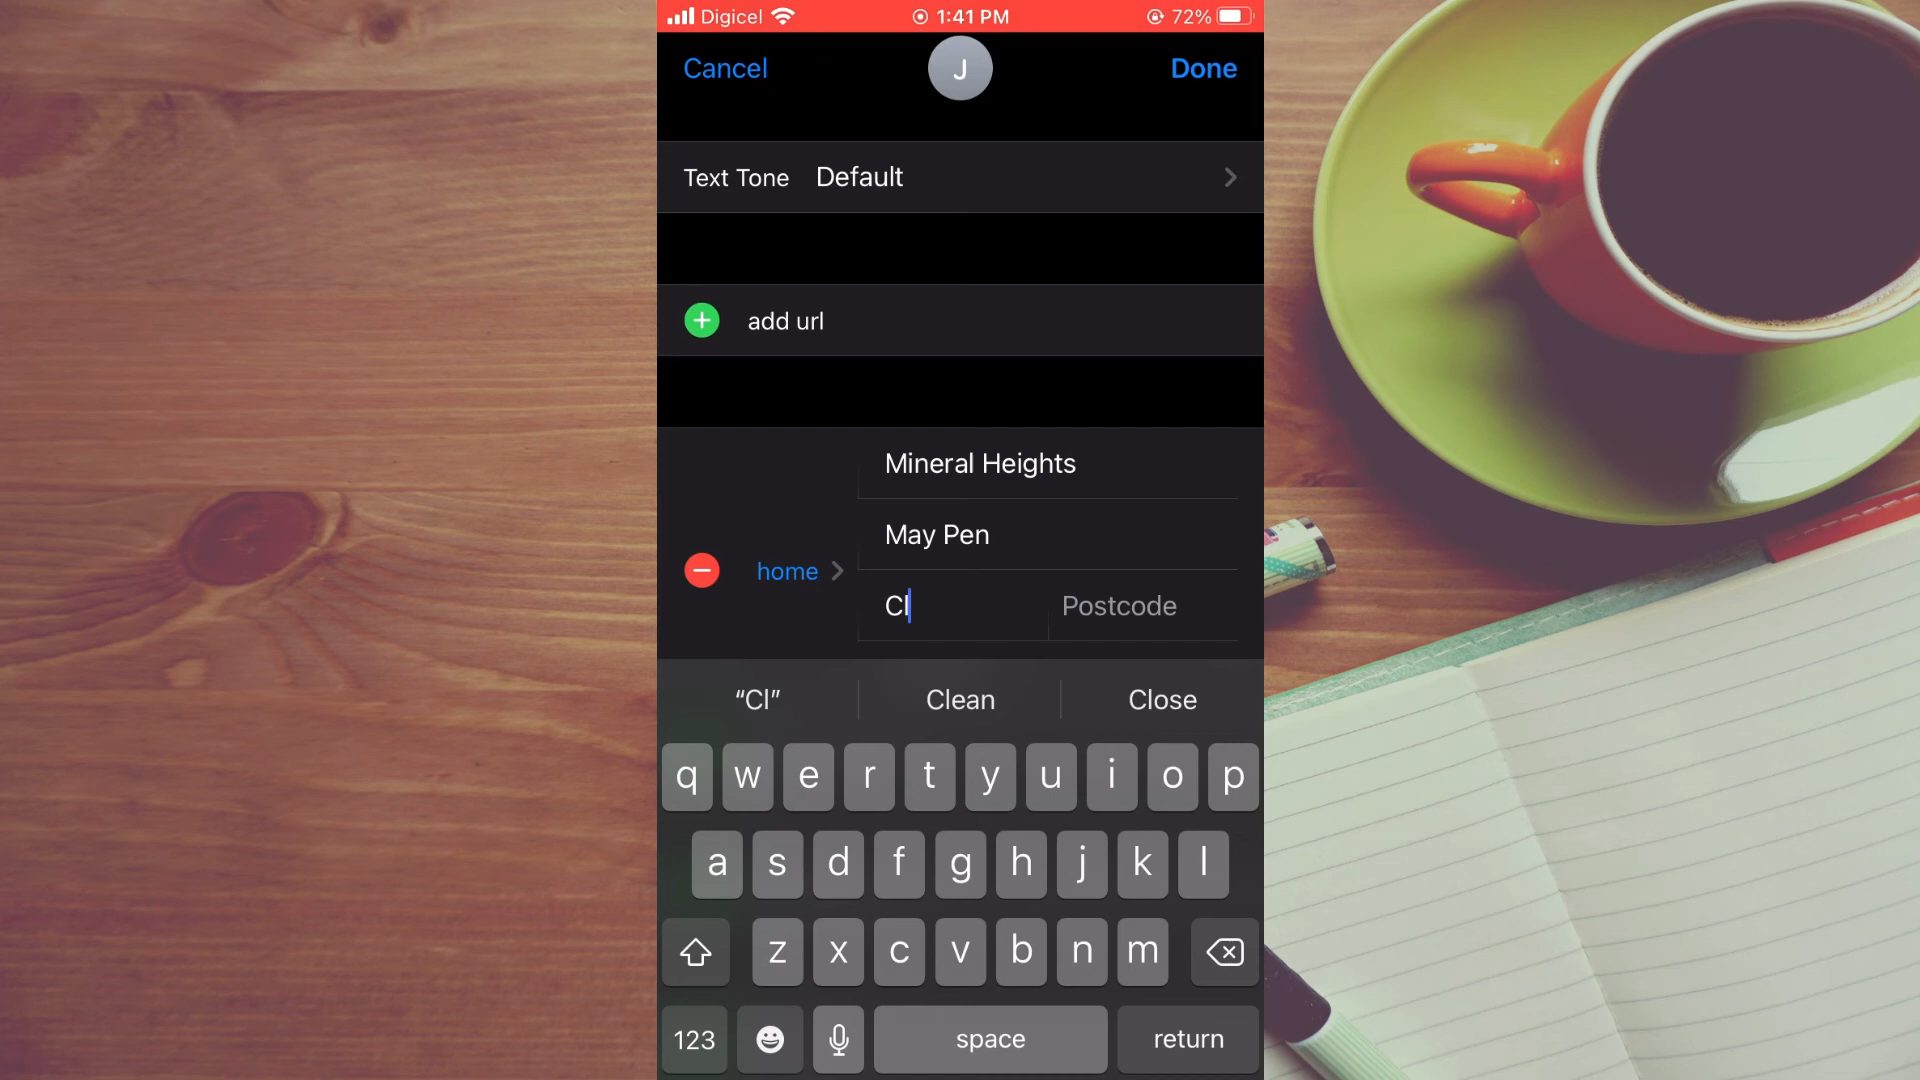 Digicel 1:41 PM 72%
Cancel J Done
Text Tone Default
add url
Mineral Heights
May Pen
home
Cl Postcode
“Cl” Clean Close
q w e r t y u i o p
a s d f g h j k l
z x c v b n m
123 space return